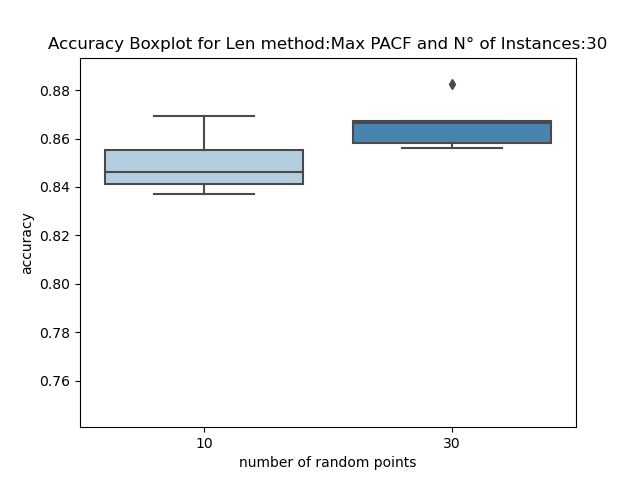 Accuracy Boxplot for Len method:Max PACF and N° of Instances:30
0.88
0.86
0.84
0.82
0.80
0.78
0.76
accuracy
10 30
number of random points